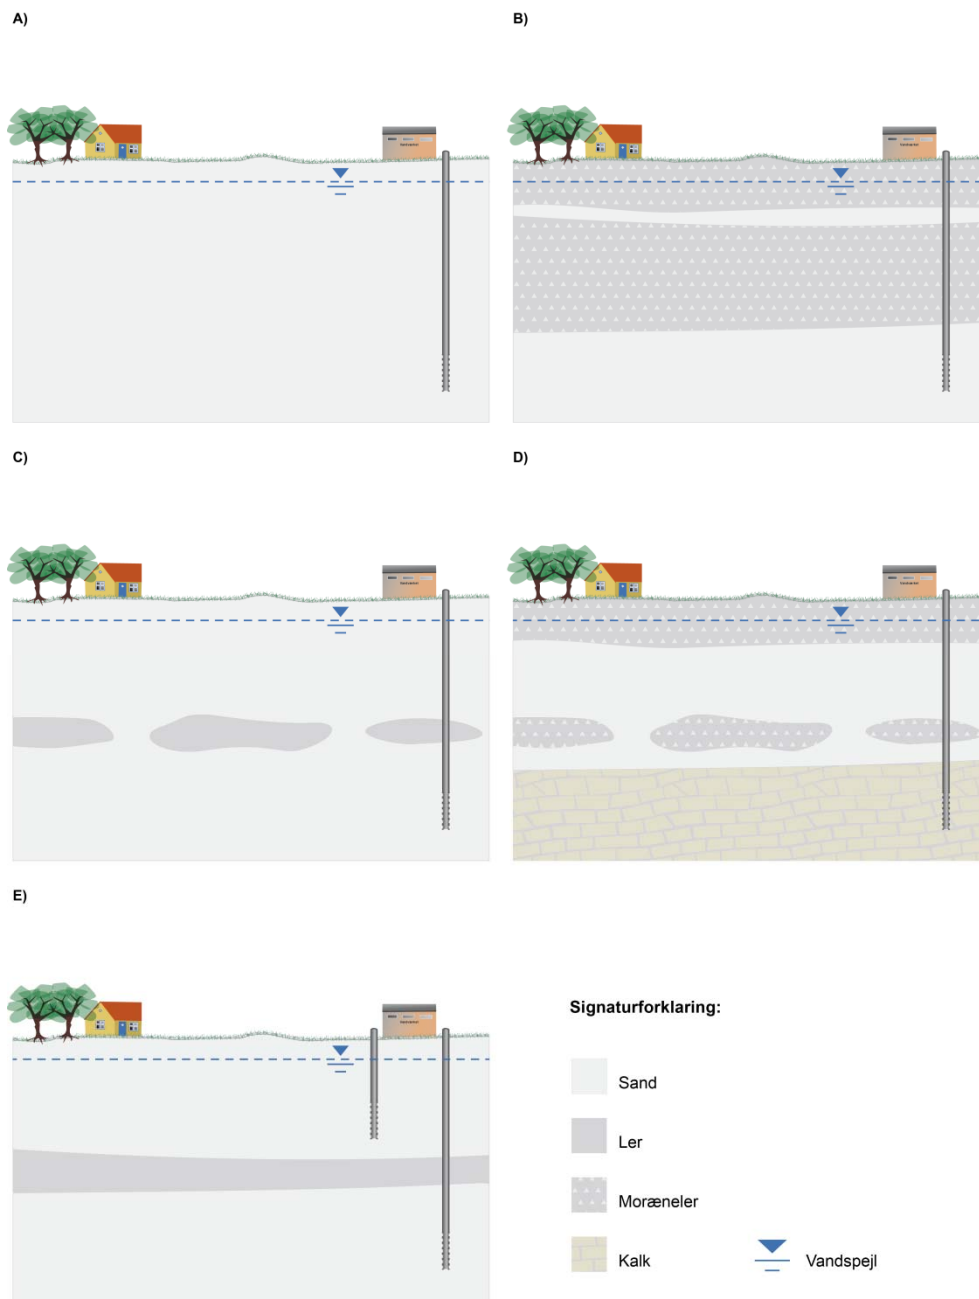 A)
B)
C)
D)
E)
Signaturforklaring:
Sand
Ler
Moræneler
Kalk
Vandspejl